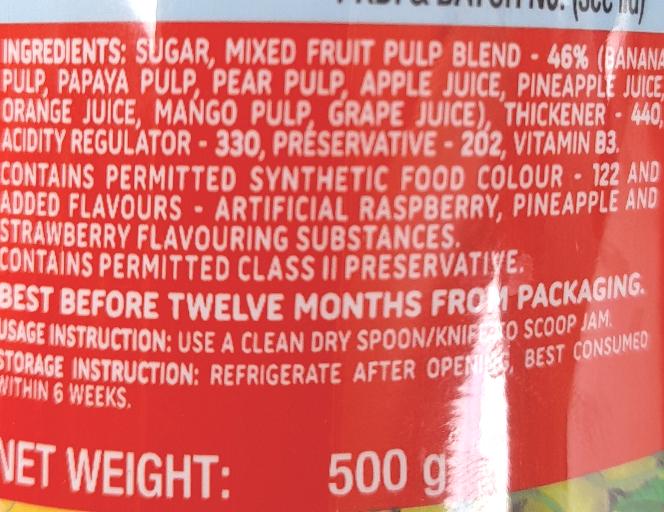 & BATCH NO. (See lid)
INGREDIENTS: SUGAR, MIXED FRUIT PULP BLEND - 46% (BANANA
PULP, PAPAYA PULP, PEAR PULP, APPLE JUICE, PINEAPPLE JUICE,
ORANGE JUICE, MANGO PULP, GRAPE JUICE), THICKENER - 440,
ACIDITY REGULATOR - 330, PRESERVATIVE - 202, VITAMIN B3.
CONTAINS PERMITTED SYNTHETIC FOOD COLOUR - 122 AND
ADDED FLAVOURS - ARTIFICIAL RASPBERRY, PINEAPPLE AND
STRAWBERRY FLAVOURING SUBSTANCES.
CONTAINS PERMITTED CLASS II PRESERVATIVE.
BEST BEFORE TWELVE MONTHS FROM PACKAGING.
USAGE INSTRUCTION: USE A CLEAN DRY SPOON/KNIFE TO SCOOP JAM.
STORAGE INSTRUCTION: REFRIGERATE AFTER OPENING, BEST CONSUMED
WITHIN 6 WEEKS.
NET WEIGHT: 500 g